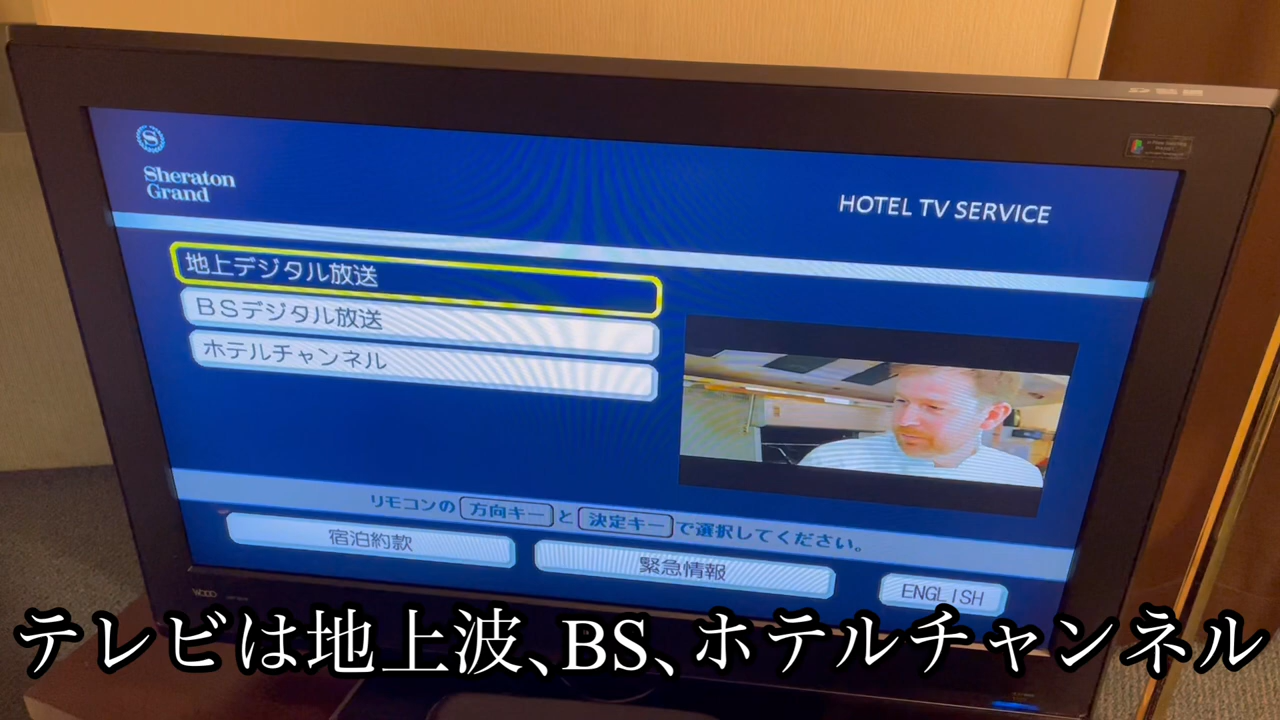 Sheraton
Grand
HOTEL TV SERVICE
地上デジタル放送
BSデジタル放送
ホテルチャンネル
リモコンの 方向キー と 決定キー で選択してください。
宿泊約款
緊急情報
ENGLISH
WOOO
テレビは地上波、BS、ホテルチャンネル